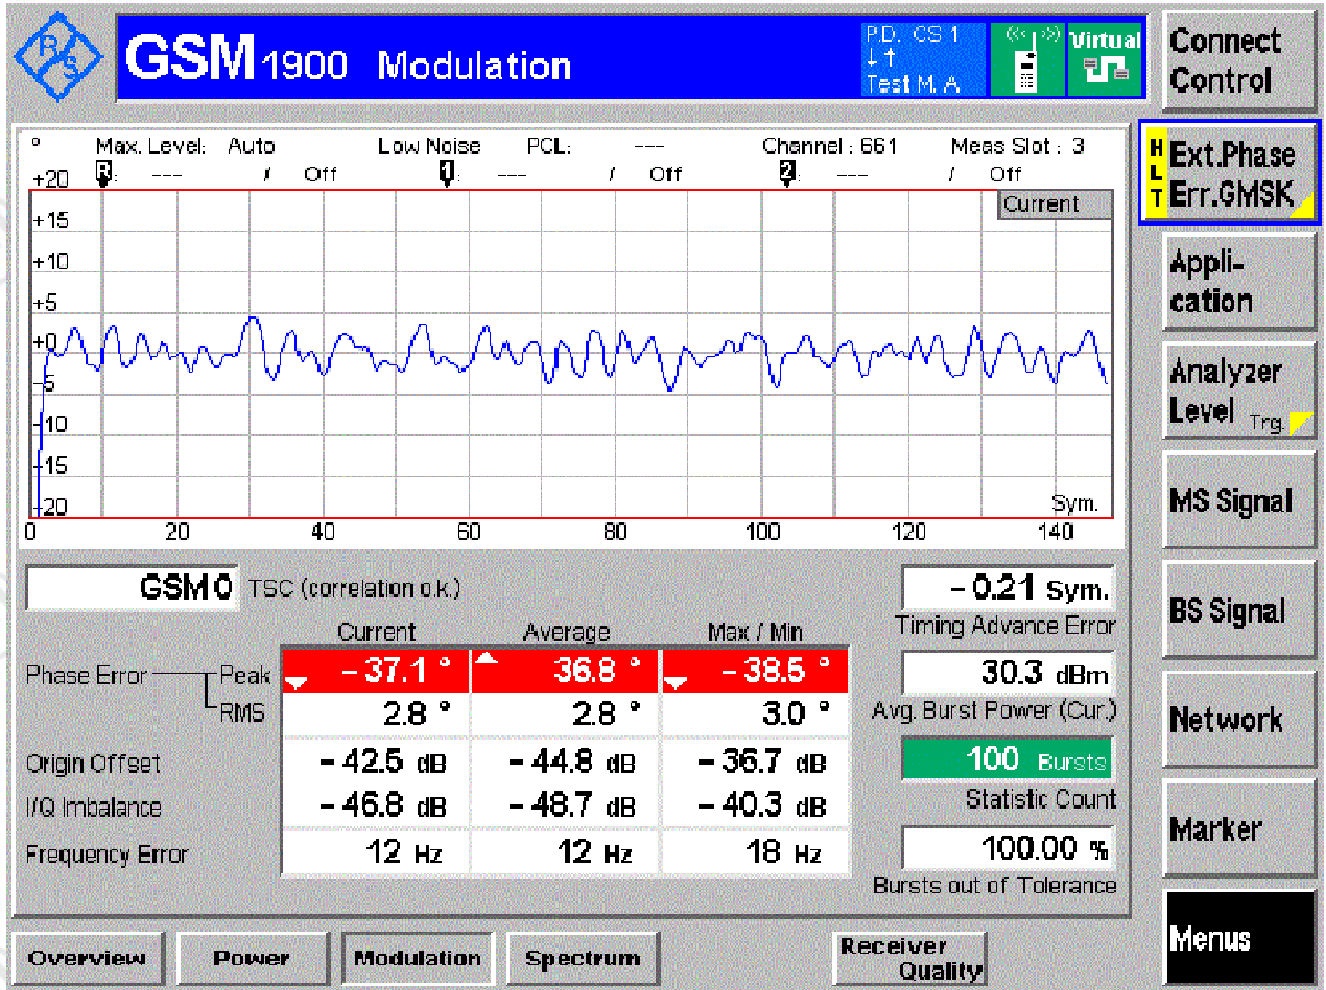 R S
GSM 1900 Modulation
P.D. CS 1
↓↑
Test M. A.
Virtual
Connect
Control
° Max. Level: Auto Low Noise PCL: --- Channel : 661 Meas Slot : 3
R : --- / Off 1 : --- / Off 2 : --- / Off
Current
+20
+15
+10
+5
+0
-5
-10
-15
-20
Sym.
0 20 40 60 80 100 120 140
GSM 0 TSC (correlation o.k.)
Current Average Max / Min
Phase Error Peak - 37.1 ° 36.8 ° - 38.5 °
RMS 2.8 ° 2.8 ° 3.0 °
Origin Offset - 42.5 dB - 44.8 dB - 36.7 dB
I/Q Imbalance - 46.8 dB - 48.7 dB - 40.3 dB
Frequency Error 12 Hz 12 Hz 18 Hz
- 0.21 Sym.
Timing Advance Error
30.3 dBm
Avg. Burst Power (Cur.)
100 Bursts
Statistic Count
100.00 %
Bursts out of Tolerance
HLT
Ext.Phase
Err.GMSK
Appli-
cation
Analyzer
Level Trg.
MS Signal
BS Signal
Network
Marker
Menus
Overview Power Modulation Spectrum Receiver
Quality